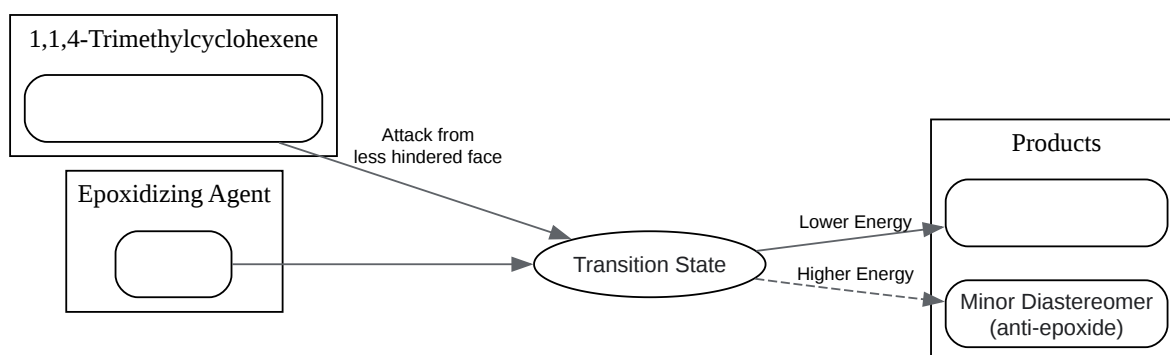 1,1,4-Trimethylcyclohexene
Attack from
less hindered face
Epoxidizing Agent
Transition State
Lower Energy
Higher Energy
Products
Minor Diastereomer
(anti-epoxide)